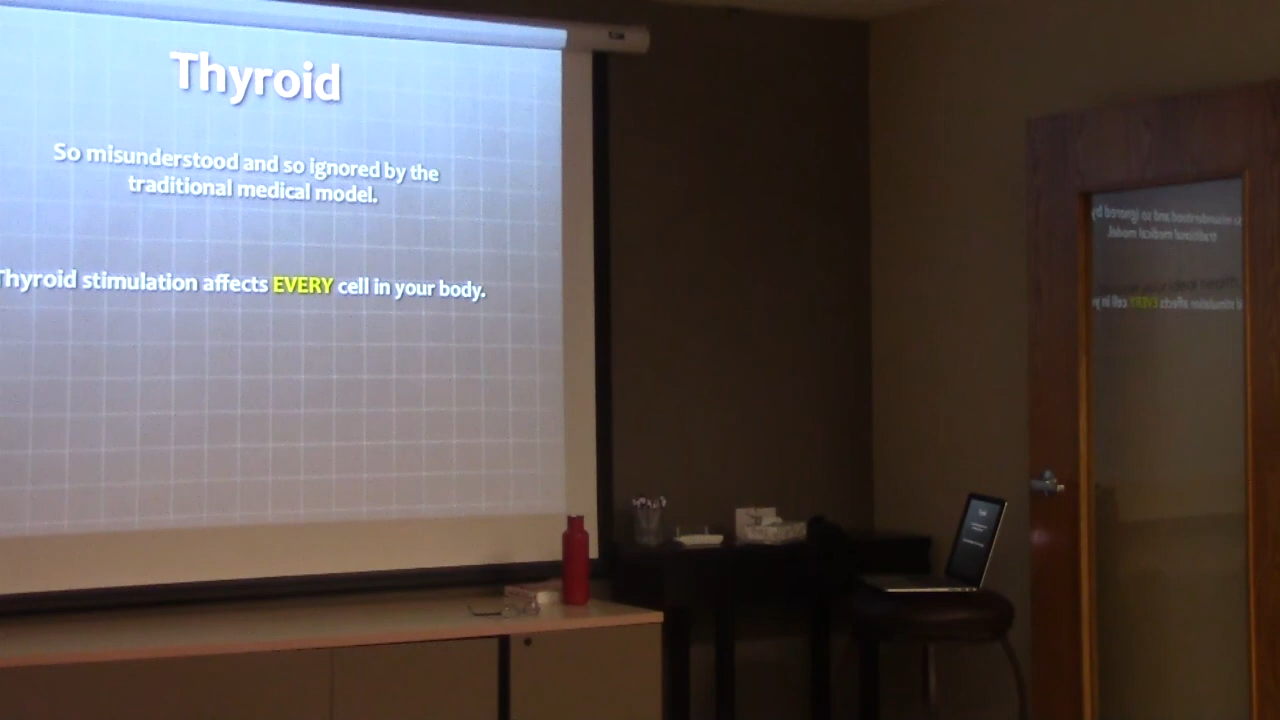 Thyroid
So misunderstood and so ignored by the
traditional medical model.
Thyroid stimulation affects EVERY cell in your body.